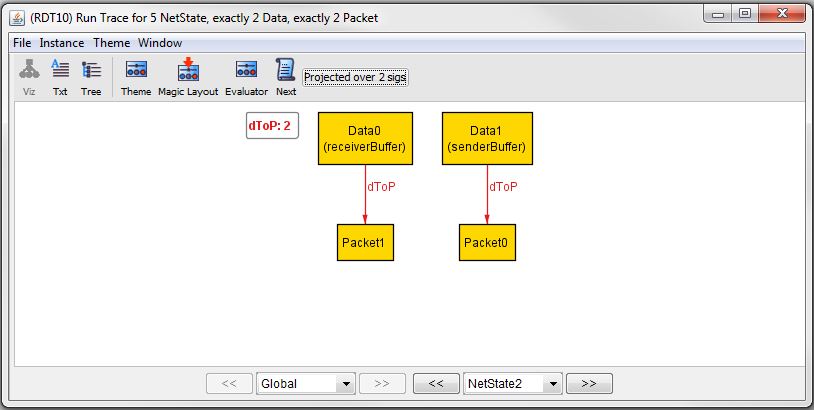 (RDT10) Run Trace for 5 NetState, exactly 2 Data, exactly 2 Packet
File Instance Theme Window
Viz Txt Tree Theme Magic Layout Evaluator Next Projected over 2 sigs
dToP: 2
Data0 Data1
(receiverBuffer) (senderBuffer)
dToP dToP
Packet1 Packet0
<< Global >> << NetState2 >>